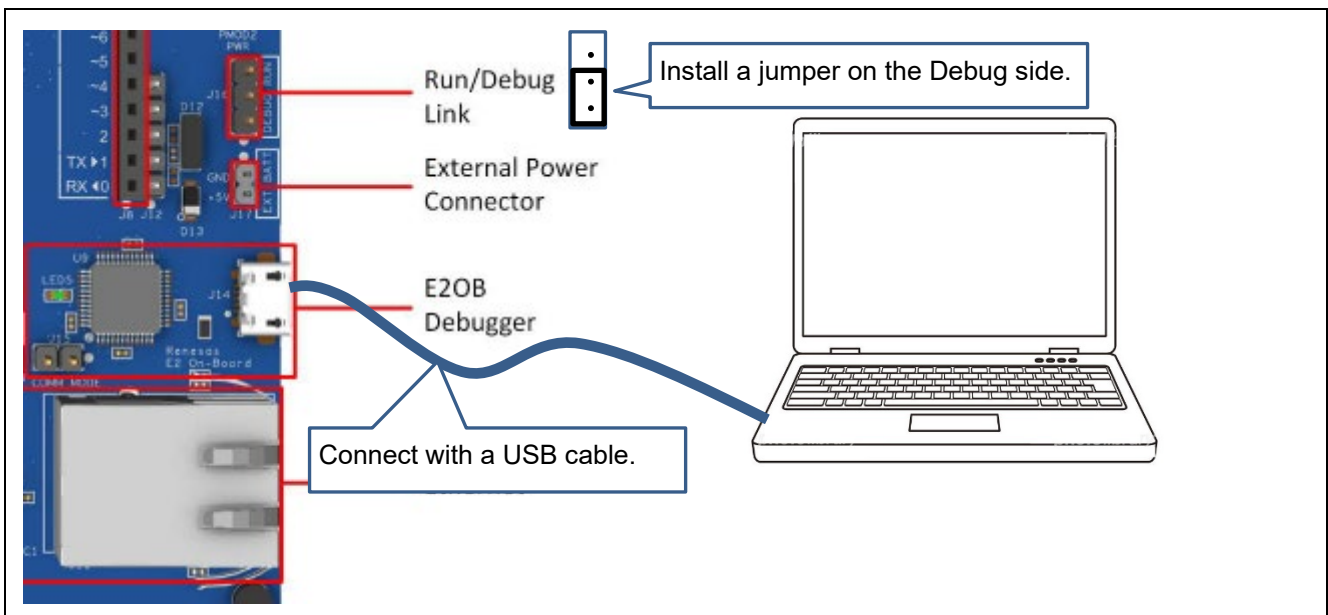 ~6
~5
~4
~3
2
TX ▶1
RX ◀0
J8 J12
PMOD2
PWR
J16
DEBUG RUN
D12
GND
+5V
J17
EXT BATT
D13
Run/Debug
Link
Install a jumper on the Debug side.
External Power
Connector
U9
LED5
J14
J15
Renesas
E2 On-Board
COMM MODE
E2OB
Debugger
Connect with a USB cable.
C1